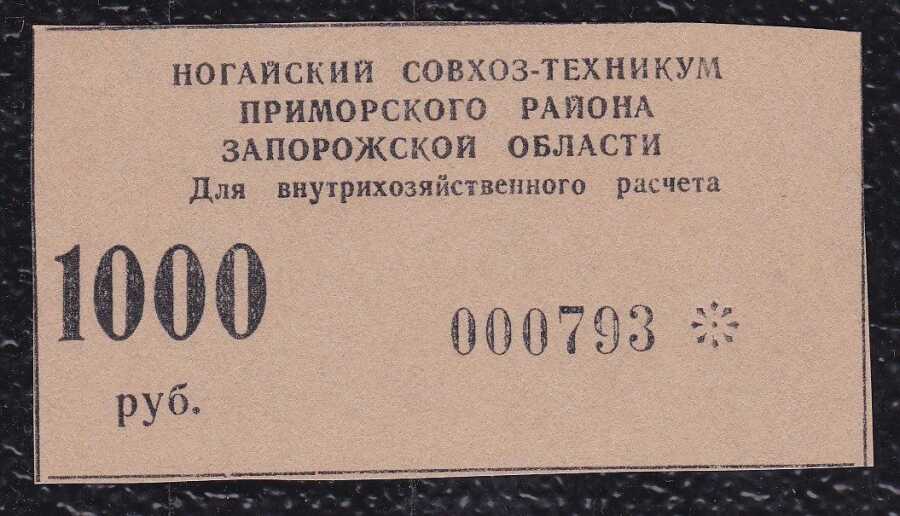 НОГАЙСКИЙ СОВХОЗ-ТЕХНИКУМ
ПРИМОРСКОГО РАЙОНА
ЗАПОРОЖСКОЙ ОБЛАСТИ
Для внутрихозяйственного расчета
1000
000793
руб.